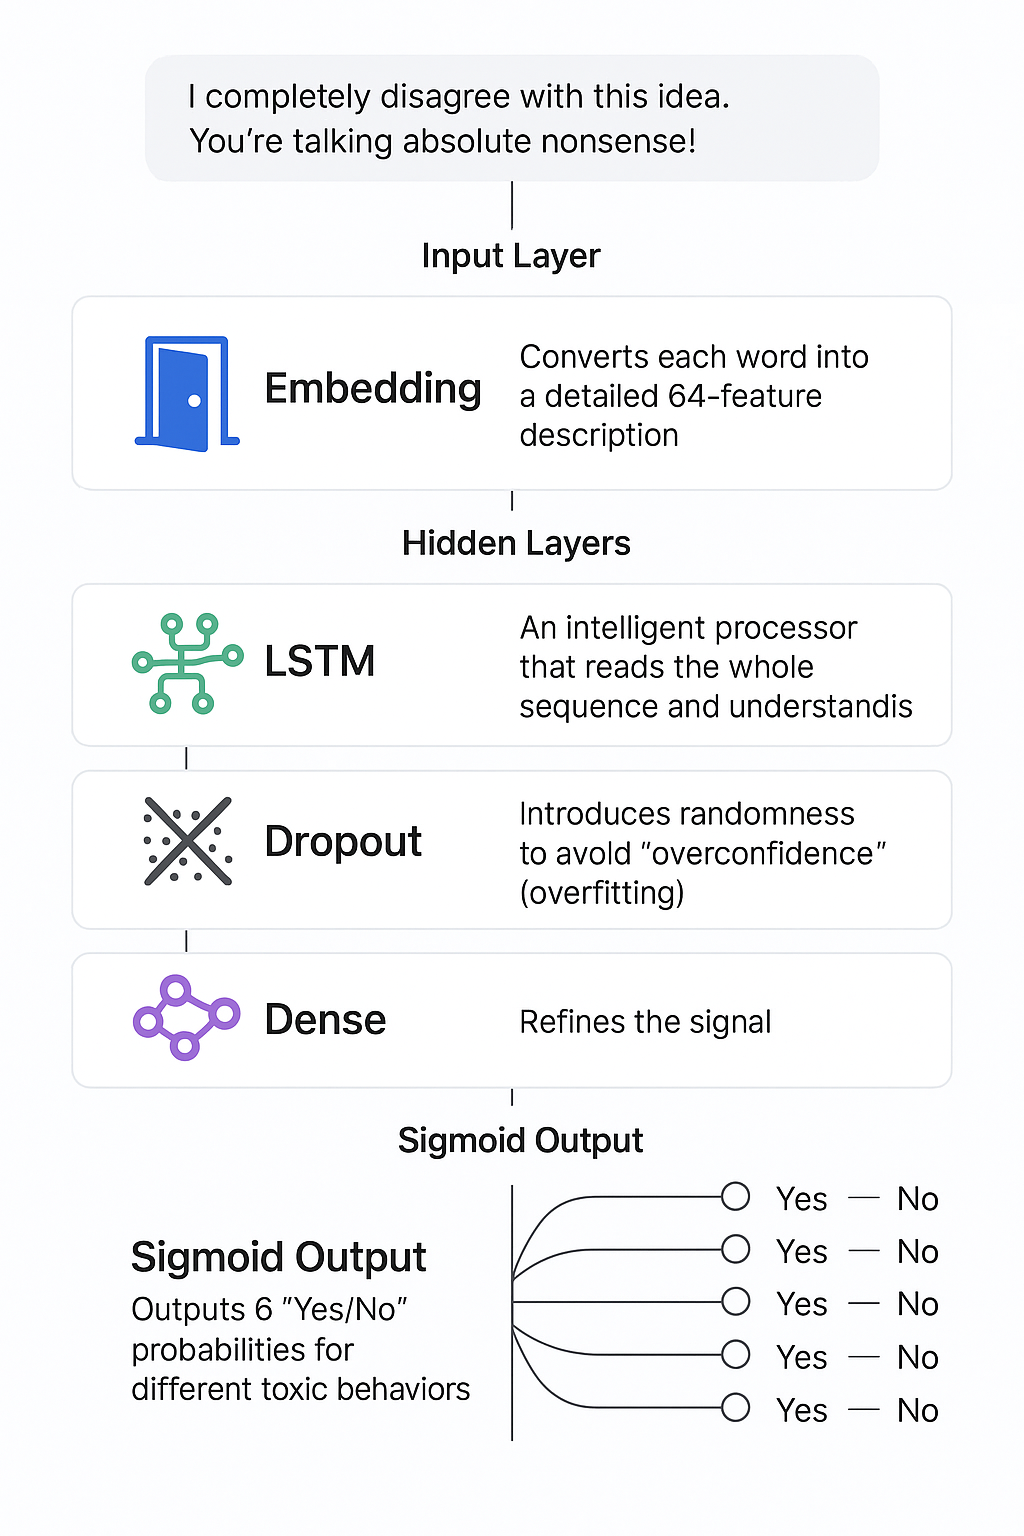 I completely disagree with this idea.
You're talking absolute nonsense!
Input Layer
Embedding
Converts each word into
a detailed 64-feature
description
Hidden Layers
LSTM
An intelligent processor
that reads the whole
sequence and understandis
Dropout
Introduces randomness
to avold "overconfidence"
(overfitting)
Dense
Refines the signal
Sigmoid Output
Sigmoid Output
Outputs 6 "Yes/No"
probabilities for
different toxic behaviors
Yes — No
Yes — No
Yes — No
Yes — No
Yes — No